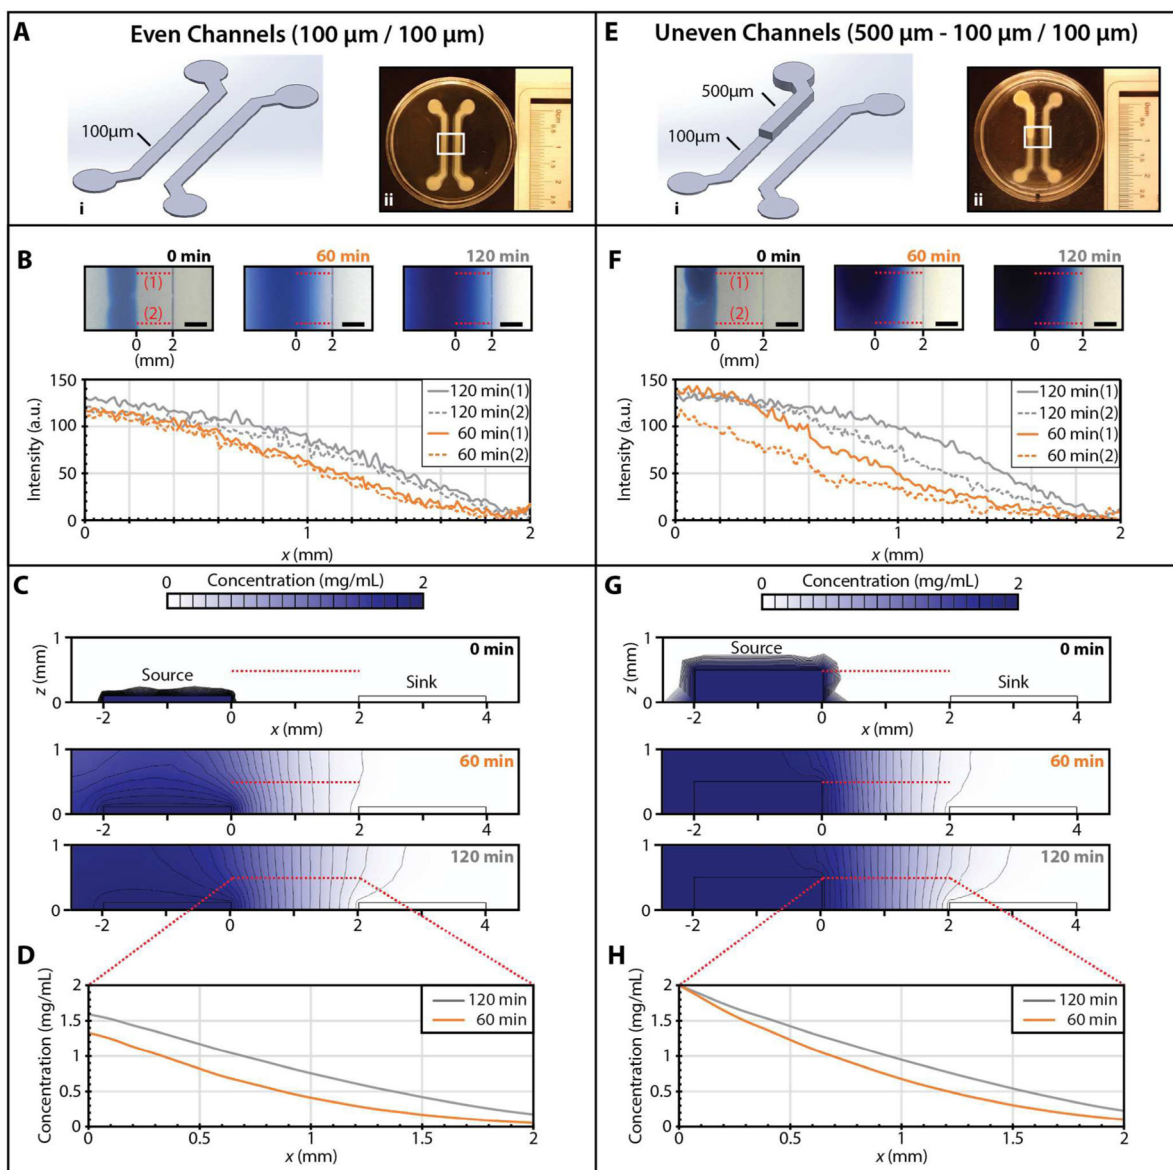 A Even Channels (100 µm / 100 µm)
100µm
i
ii
E Uneven Channels (500 µm - 100 µm / 100 µm)
500µm
100µm
i
ii
B
0 min 60 min 120 min
(1)
(2)
0 2 0 2 0 2
(mm)
150
100
50
0
Intensity (a.u.)
120 min(1)
120 min(2)
60 min(1)
60 min(2)
0 1 2
x (mm)
F
0 min 60 min 120 min
(1)
(2)
0 2 0 2 0 2
(mm)
150
100
50
0
Intensity (a.u.)
120 min(1)
120 min(2)
60 min(1)
60 min(2)
0 1 2
x (mm)
C
0 Concentration (mg/mL) 2
1
0
z (mm)
0 min
Source
Sink
-2 0 2 4
x (mm)
1
0
60 min
-2 0 2 4
1
0
120 min
-2 0 2 4
G
0 Concentration (mg/mL) 2
1
0
z (mm)
0 min
Source
Sink
-2 0 2 4
x (mm)
1
0
60 min
-2 0 2 4
1
0
120 min
-2 0 2 4
D
2
1.5
1
0.5
0
Concentration (mg/mL)
120 min
60 min
0 0.5 1 1.5 2
x (mm)
H
2
1.5
1
0.5
0
Concentration (mg/mL)
120 min
60 min
0 0.5 1 1.5 2
x (mm)